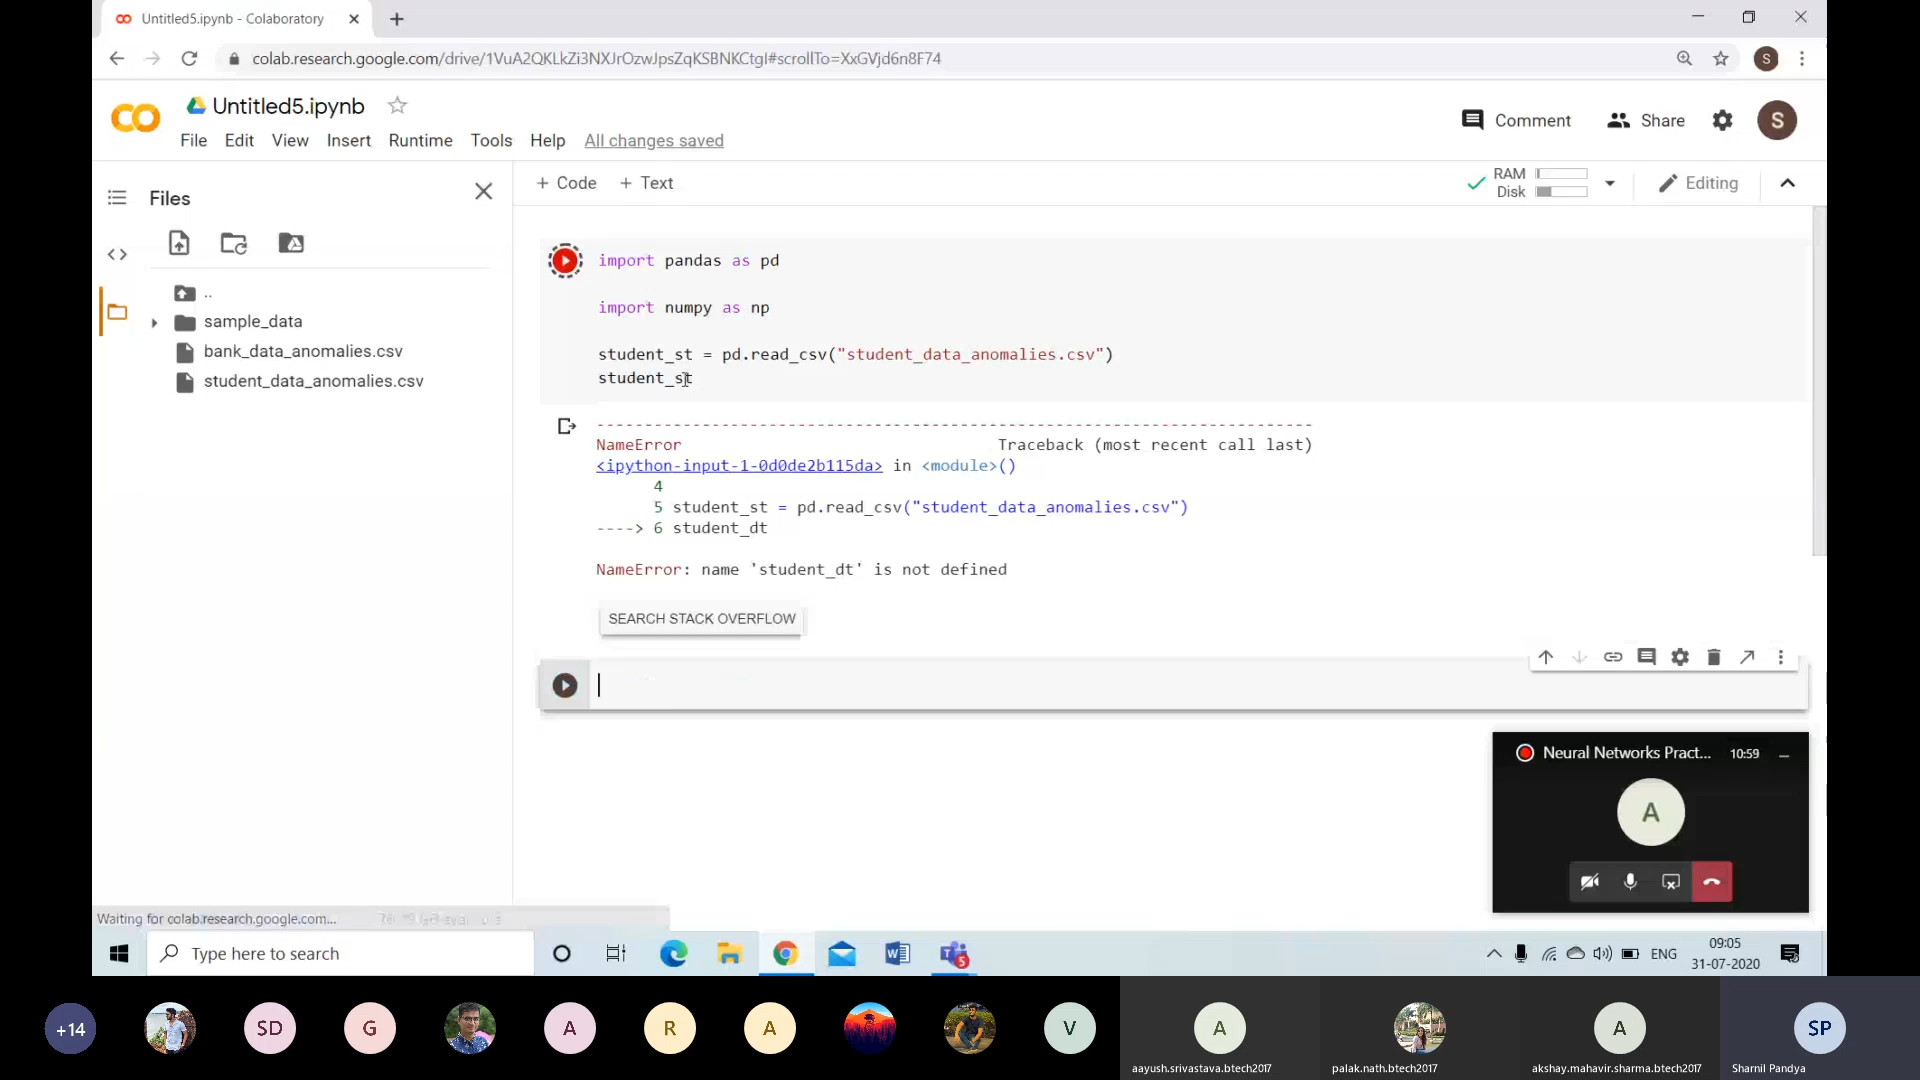 Untitled5.ipynb - Colaboratory
colab.research.google.com/drive/1VuA2QKLkZi3NXJrOzwJpsZqKSBNKCtgI#scrollTo=XxGVjd6n8F74
S
CO
Untitled5.ipynb
Comment
Share
S
File Edit View Insert Runtime Tools Help All changes saved
Files
+ Code + Text
RAM
Disk
Editing
..
sample_data
bank_data_anomalies.csv
student_data_anomalies.csv
import pandas as pd
import numpy as np
student_st = pd.read_csv("student_data_anomalies.csv")
student_st
NameError Traceback (most recent call last)
<ipython-input-1-0d0de2b115da> in <module>()
4
5 student_st = pd.read_csv("student_data_anomalies.csv")
----> 6 student_dt
NameError: name 'student_dt' is not defined
SEARCH STACK OVERFLOW
Neural Networks Pract... 10:59
A
Waiting for colab.research.google.com...
Type here to search
5
ENG
09:05
31-07-2020
+14
SD
G
A
R
A
V
A
A
SP
aayush.srivastava.btech2017
palak.nath.btech2017
akshay.mahavir.sharma.btech2017
Sharnil Pandya